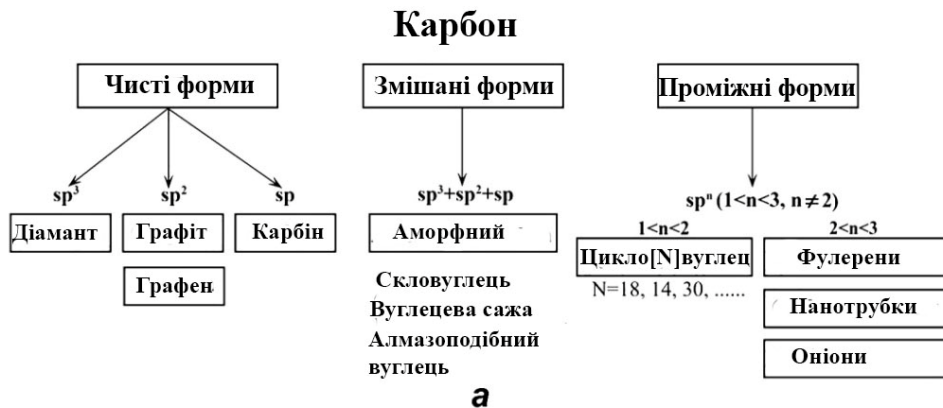 Карбон
Чисті форми
Змішані форми
Проміжні форми
sp³
sp²
sp
sp³+sp²+sp
spⁿ (1<n<3, n≠2)
1<n<2
2<n<3
Діамант
Графіт
Карбін
Аморфний
Цикло[N]вуглец
Фулерени
Графен
Скловуглець
Вуглецева сажа
Алмазоподібний
вуглець
N=18, 14, 30, ......
Нанотрубки
Оніони
а